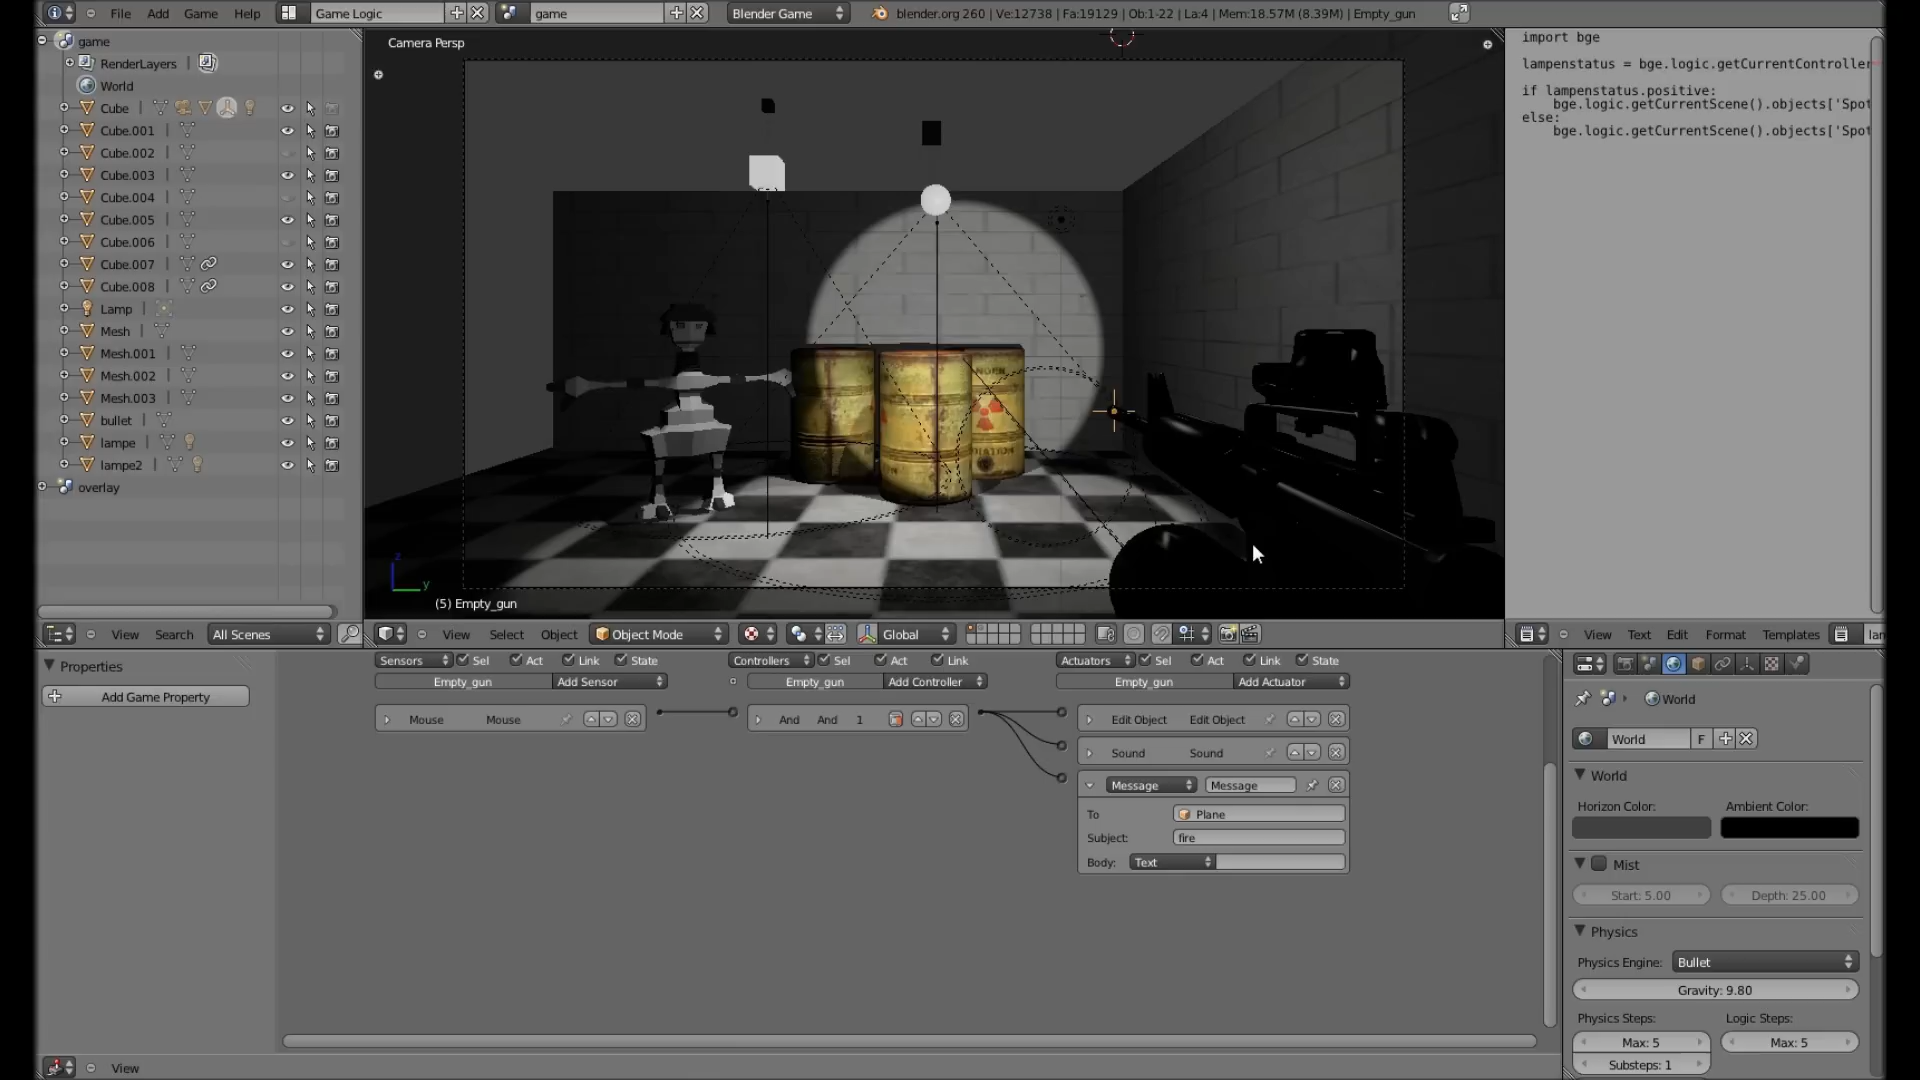 File Add Game Help Game Logic game Blender Game blender.org 260 | Ve:12738 | Fa:19129 | Ob:1-22 | La:4 | Mem:18.57M (8.39M) | Empty_gun
game
RenderLayers
World
Cube
Cube.001
Cube.002
Cube.003
Cube.004
Cube.005
Cube.006
Cube.007
Cube.008
Lamp
Mesh
Mesh.001
Mesh.002
Mesh.003
bullet
lampe
lampe2
overlay
View Search All Scenes
Camera Persp
z
y
(5) Empty_gun
View Select Object Object Mode Global
import bge
lampenstatus = bge.logic.getCurrentController
if lampenstatus.positive:
bge.logic.getCurrentScene().objects['Spot
else:
bge.logic.getCurrentScene().objects['Spot
View Text Edit Format Templates lan
Properties
Add Game Property
Sensors Sel Act Link State
Empty_gun Add Sensor
Mouse Mouse
Controllers Sel Act Link
Empty_gun Add Controller
And And 1
Actuators Sel Act Link State
Empty_gun Add Actuator
Edit Object Edit Object
Sound Sound
Message Message
To Plane
Subject: fire
Body: Text
View
World
World F
World
Horizon Color: Ambient Color:
Mist
Start: 5.00 Depth: 25.00
Physics
Physics Engine: Bullet
Gravity: 9.80
Physics Steps: Logic Steps:
Max: 5 Max: 5
Substeps: 1